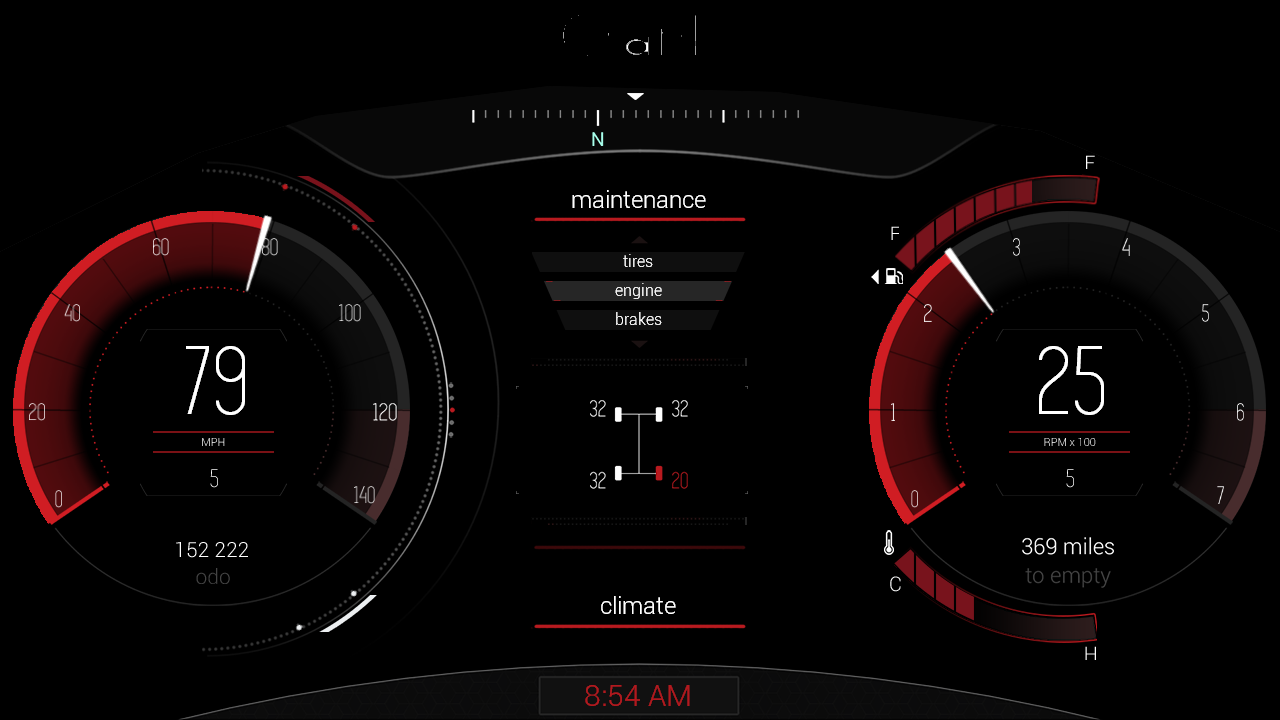 N
maintenance
tires
engine
brakes
32 32
32 20
climate
8:54 AM
0 20 40 60 80 100 120 140
79
MPH
5
152 222
odo
F
F
0 1 2 3 4 5 6 7
25
RPM x 100
5
369 miles
to empty
C
H